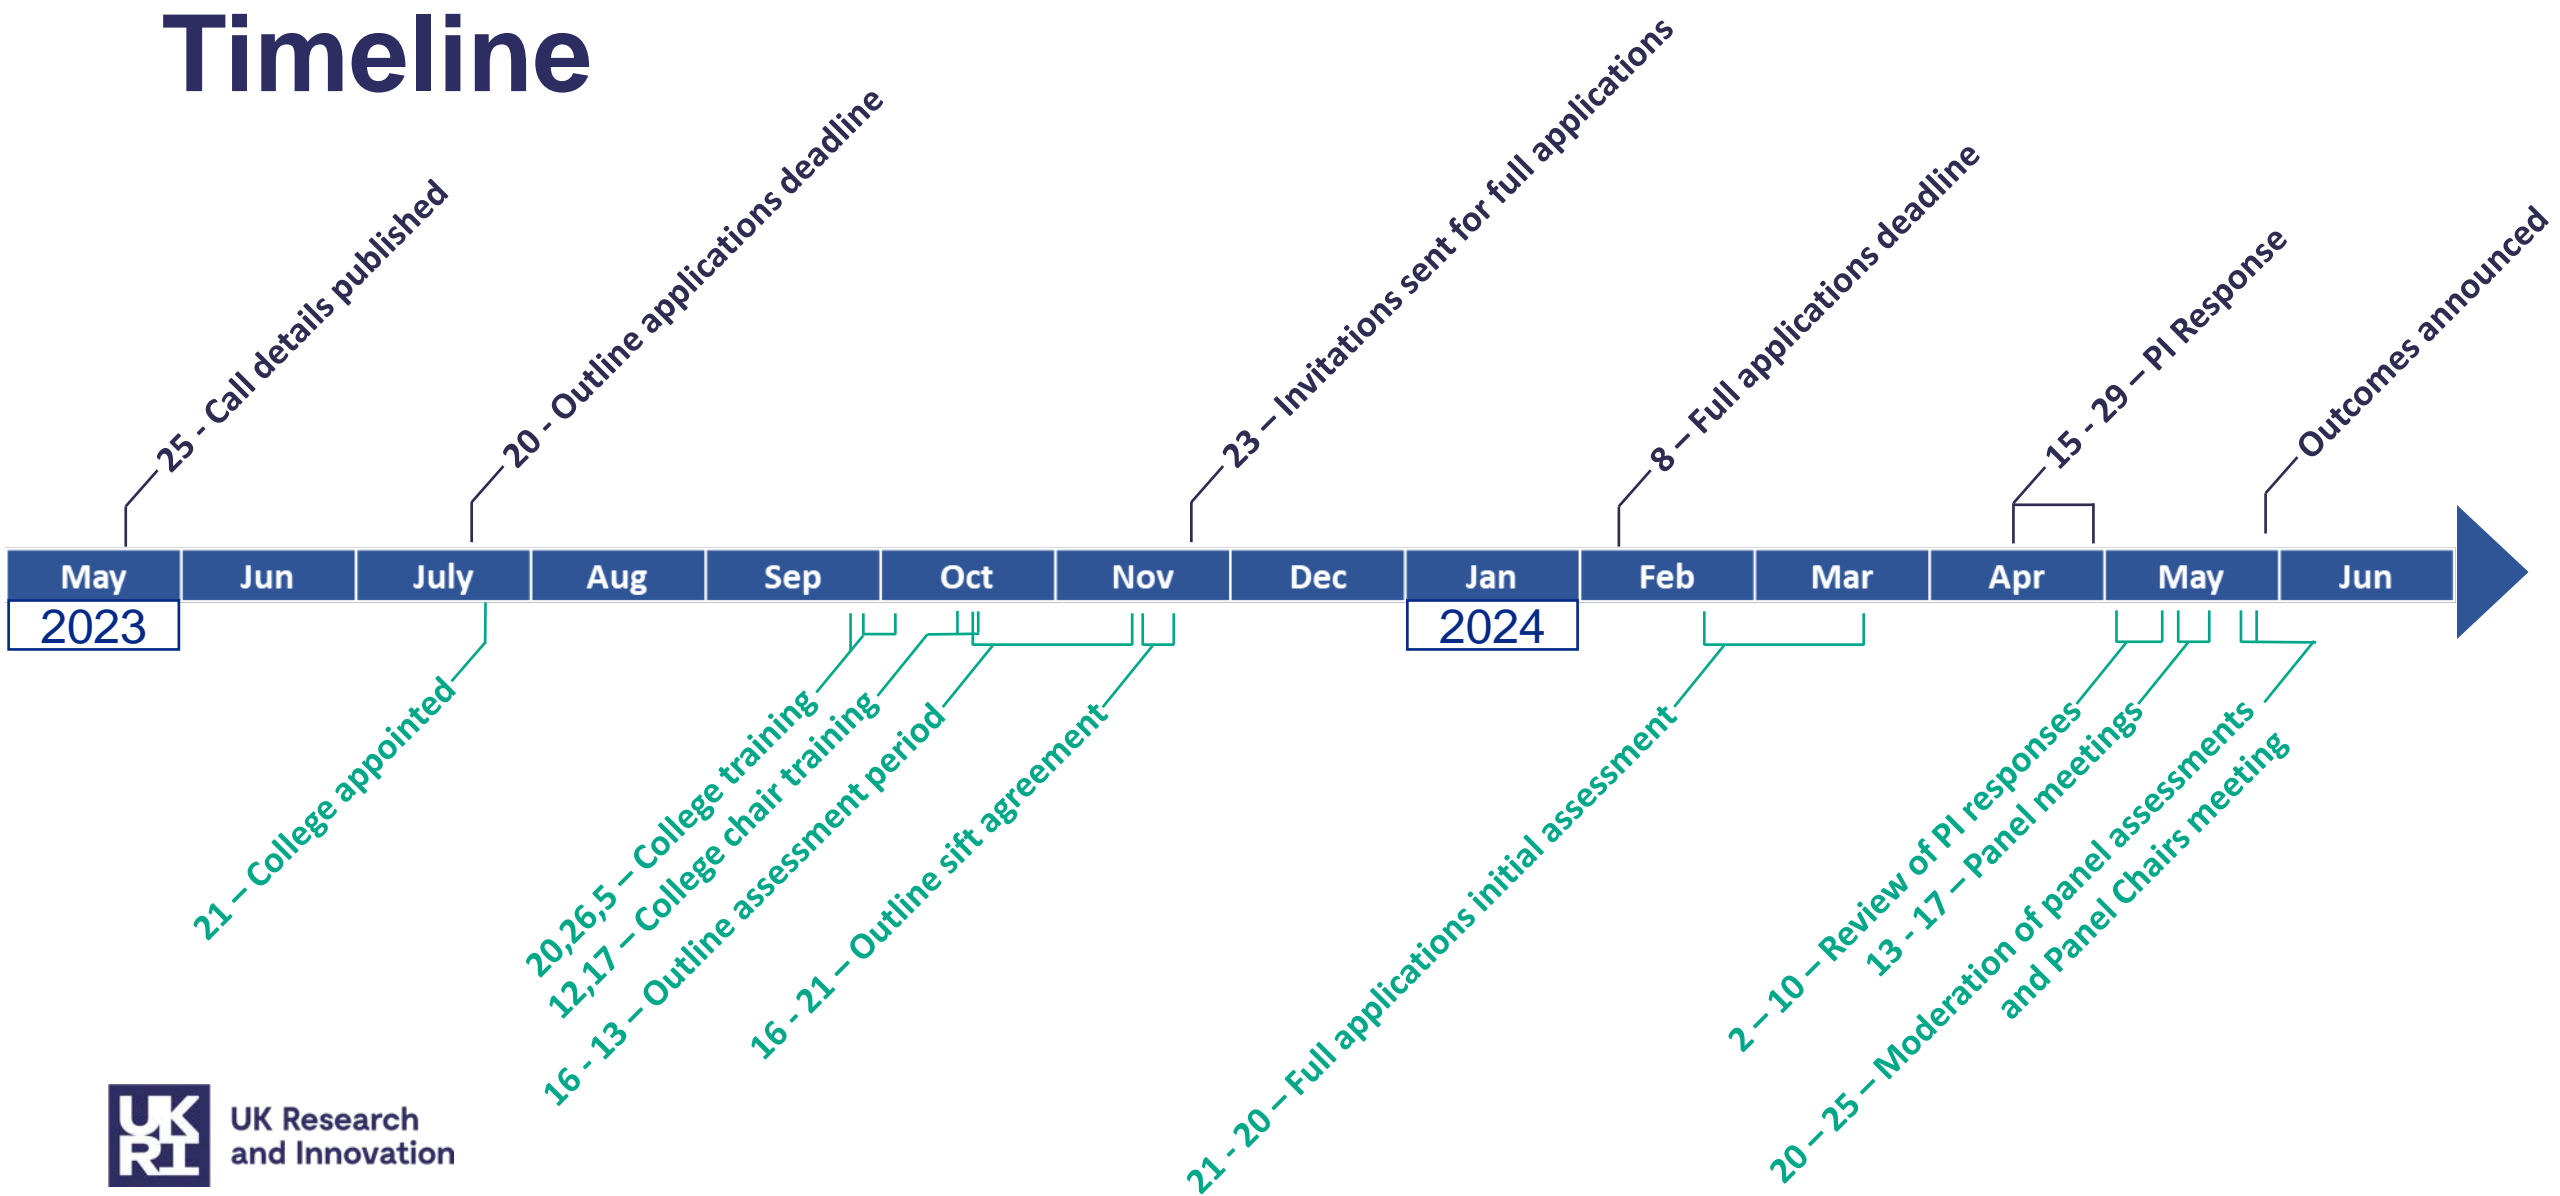 Timeline
25 - Call details published
20 - Outline applications deadline
23 – Invitations sent for full applications
8 – Full applications deadline
15 - 29 – PI Response
Outcomes announced
May
Jun
July
Aug
Sep
Oct
Nov
Dec
Jan
Feb
Mar
Apr
May
Jun
2023
2024
21 – College appointed
20,26,5 – College training
12,17 – College chair training
16 - 13 – Outline assessment period
16 - 21 – Outline sift agreement
21 - 20 – Full applications initial assessment
2 – 10 – Review of PI responses
13 - 17 – Panel meetings
20 – 25 – Moderation of panel assessments
and Panel Chairs meeting
UK
RI
UK Research
and Innovation